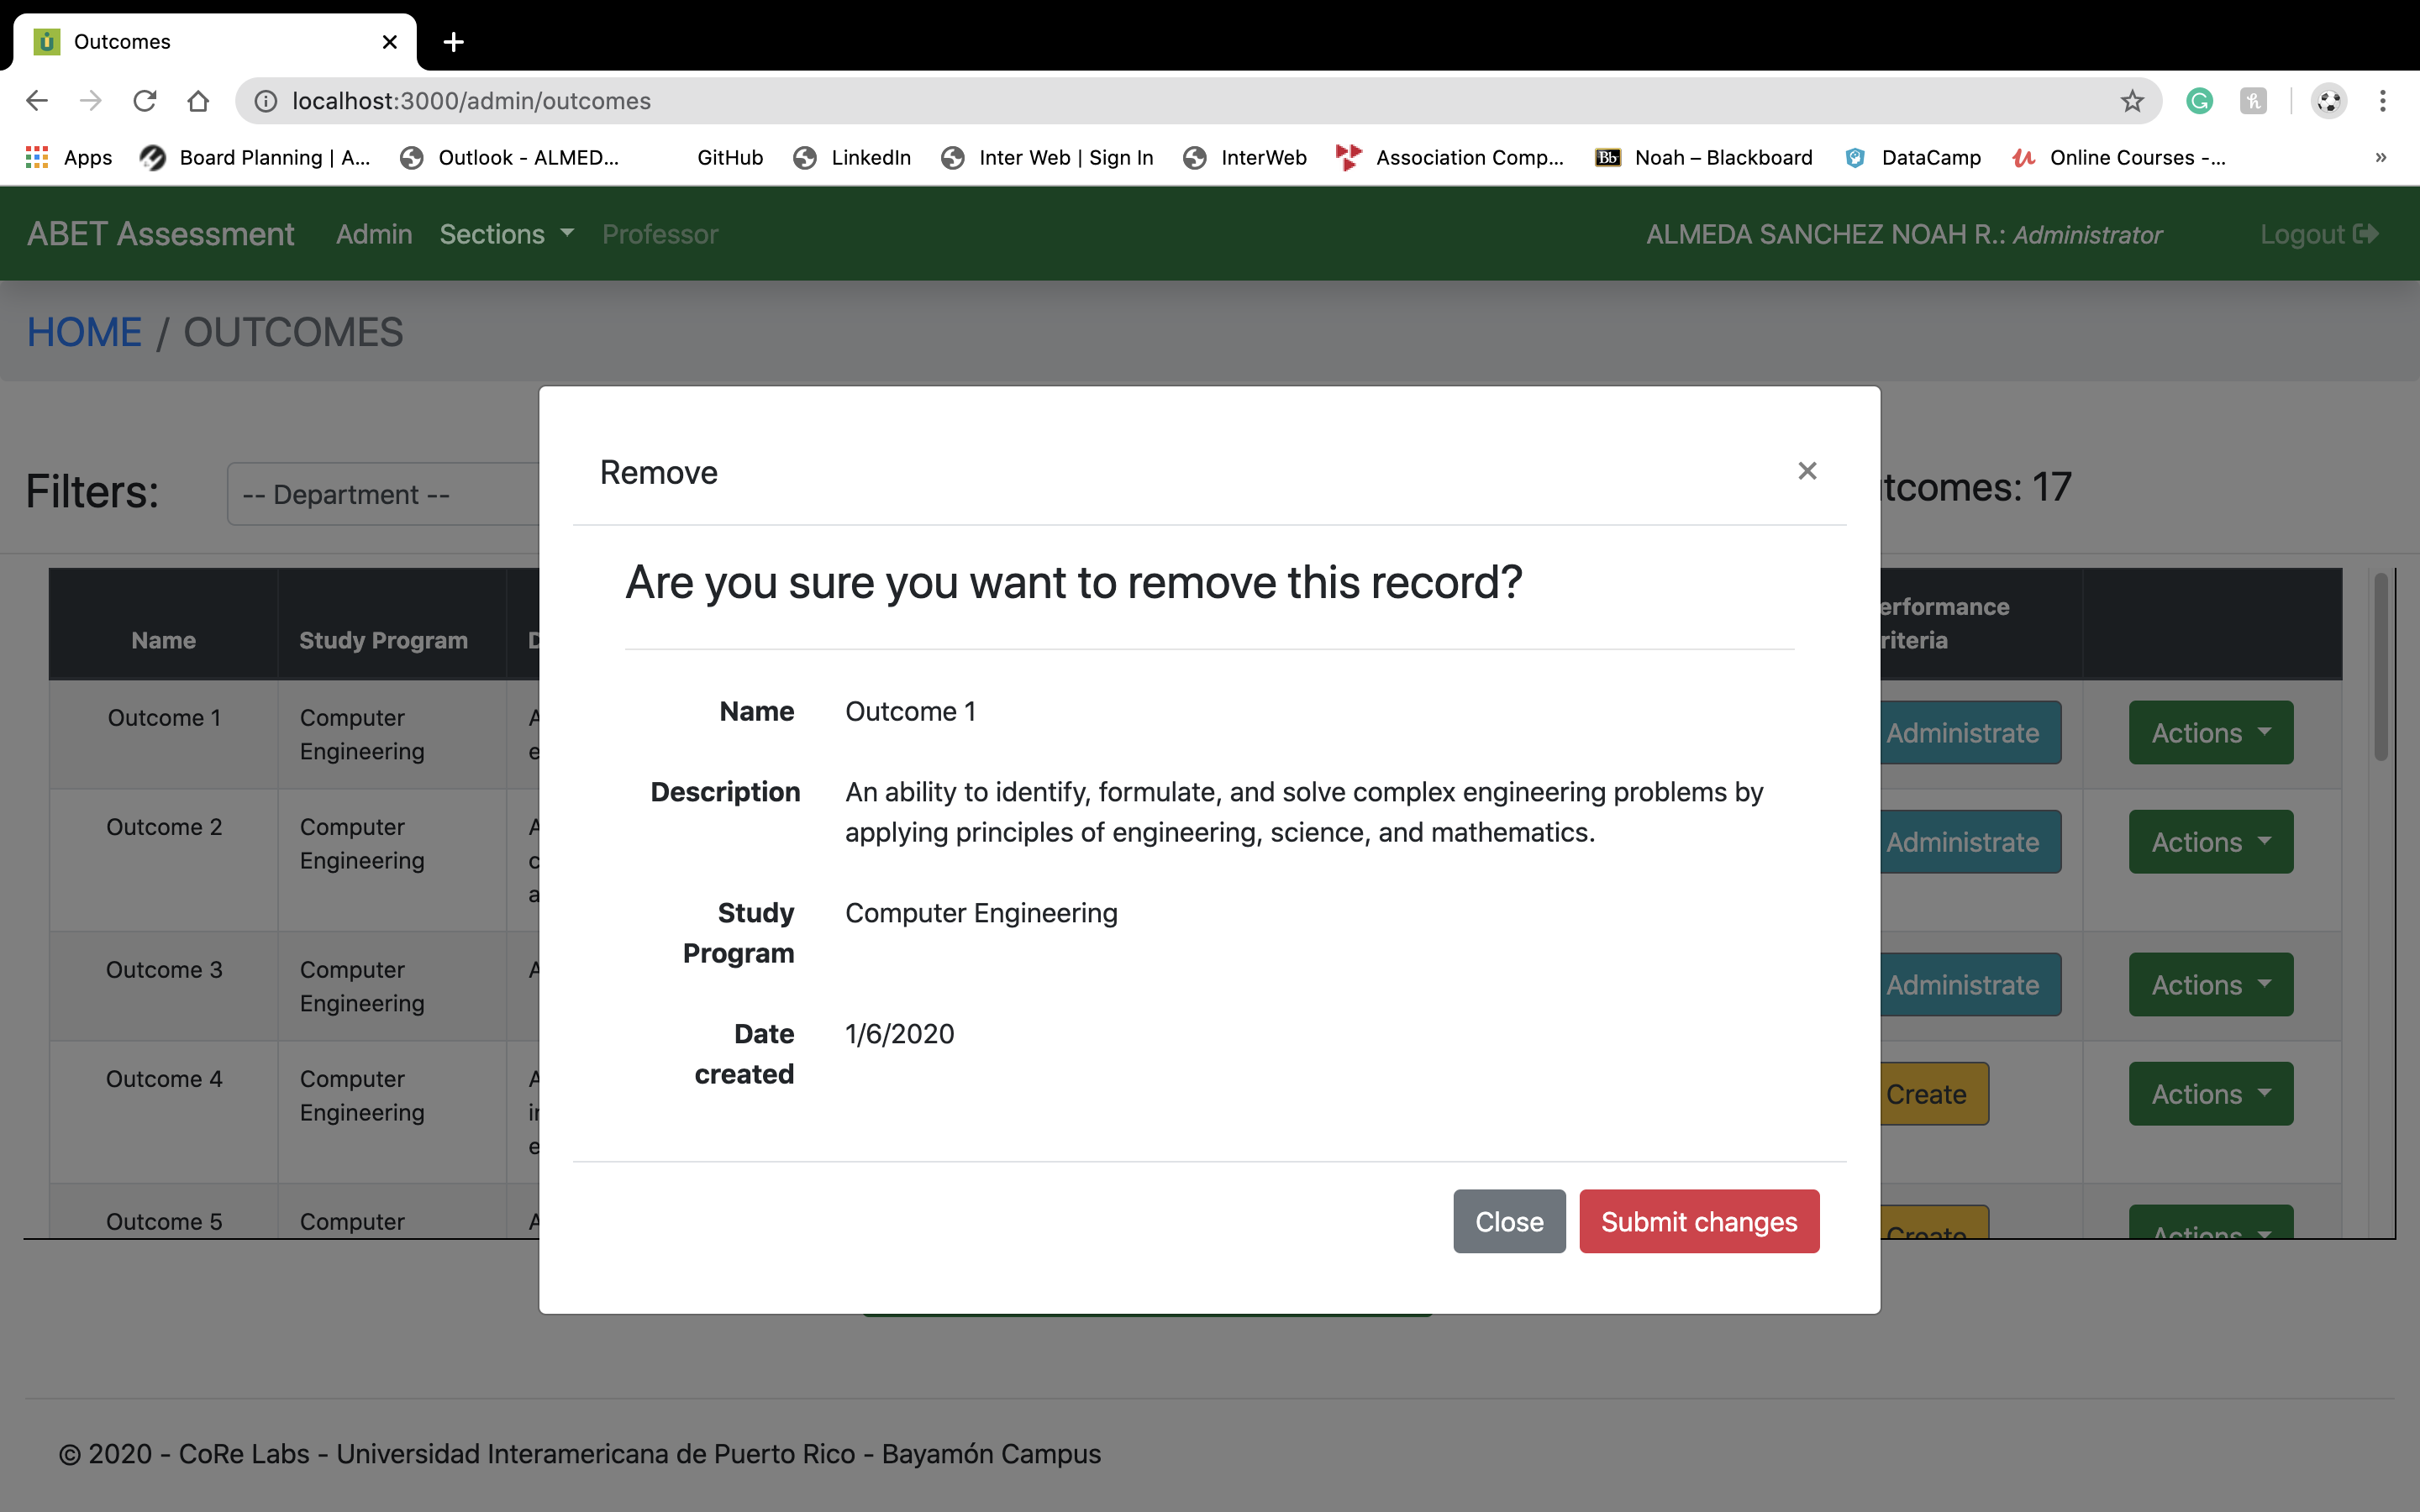 Outcomes
localhost:3000/admin/outcomes
Apps Board Planning | A... Outlook - ALMED... GitHub LinkedIn Inter Web | Sign In InterWeb Association Comp... Bb Noah – Blackboard DataCamp Online Courses -... »
ABET Assessment Admin Sections Professor ALMEDA SANCHEZ NOAH R.: Administrator Logout
HOME / OUTCOMES
Filters: -- Department -- tcomes: 17
Remove ×
Are you sure you want to remove this record?
Name Outcome 1
Description An ability to identify, formulate, and solve complex engineering problems by
applying principles of engineering, science, and mathematics.
Study Computer Engineering
Program
Date 1/6/2020
created
Close Submit changes
erformance
Name Study Program D riteria
Outcome 1 Computer A Administrate Actions
Engineering e
Outcome 2 Computer A Administrate Actions
Engineering c
a
Outcome 3 Computer A Administrate Actions
Engineering
Outcome 4 Computer A Create Actions
Engineering in
e
Outcome 5 Computer A Create Actions
© 2020 - CoRe Labs - Universidad Interamericana de Puerto Rico - Bayamón Campus